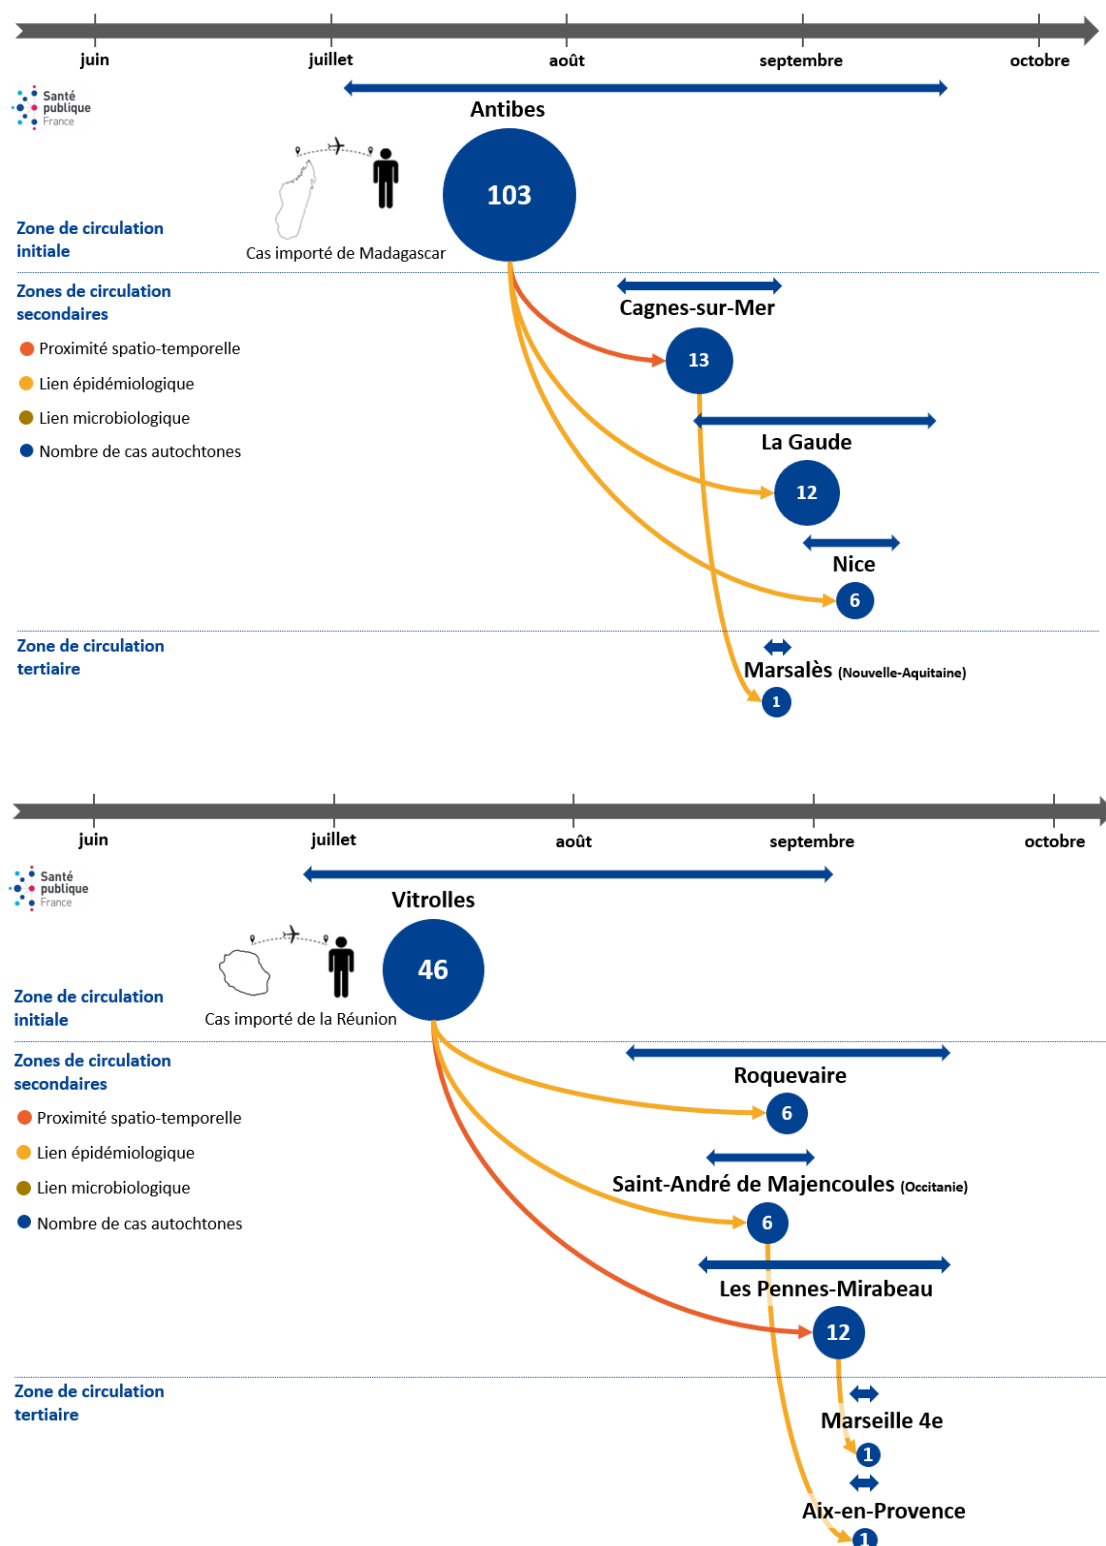 juin
juillet
août
septembre
octobre
Santé
publique
France
Antibes
103
Cas importé de Madagascar
Zone de circulation
initiale
Zones de circulation
secondaires
Proximité spatio-temporelle
Lien épidémiologique
Lien microbiologique
Nombre de cas autochtones
Cagnes-sur-Mer
13
La Gaude
12
Nice
6
Zone de circulation
tertiaire
Marsalès (Nouvelle-Aquitaine)
1
juin
juillet
août
septembre
octobre
Santé
publique
France
Vitrolles
46
Cas importé de la Réunion
Zone de circulation
initiale
Zones de circulation
secondaires
Proximité spatio-temporelle
Lien épidémiologique
Lien microbiologique
Nombre de cas autochtones
Roquevaire
6
Saint-André de Majencoules (Occitanie)
6
Les Pennes-Mirabeau
12
Zone de circulation
tertiaire
Marseille 4e
1
Aix-en-Provence
1